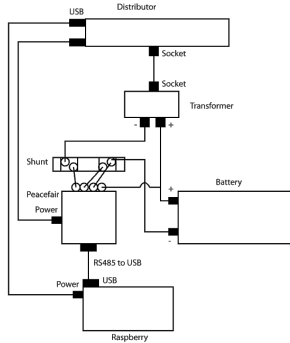 Distributor
USB
Socket
Socket
Transformer
- +
Shunt
Peacefair
Battery
Power
+
-
RS485 to USB
Power
USB
Raspberry